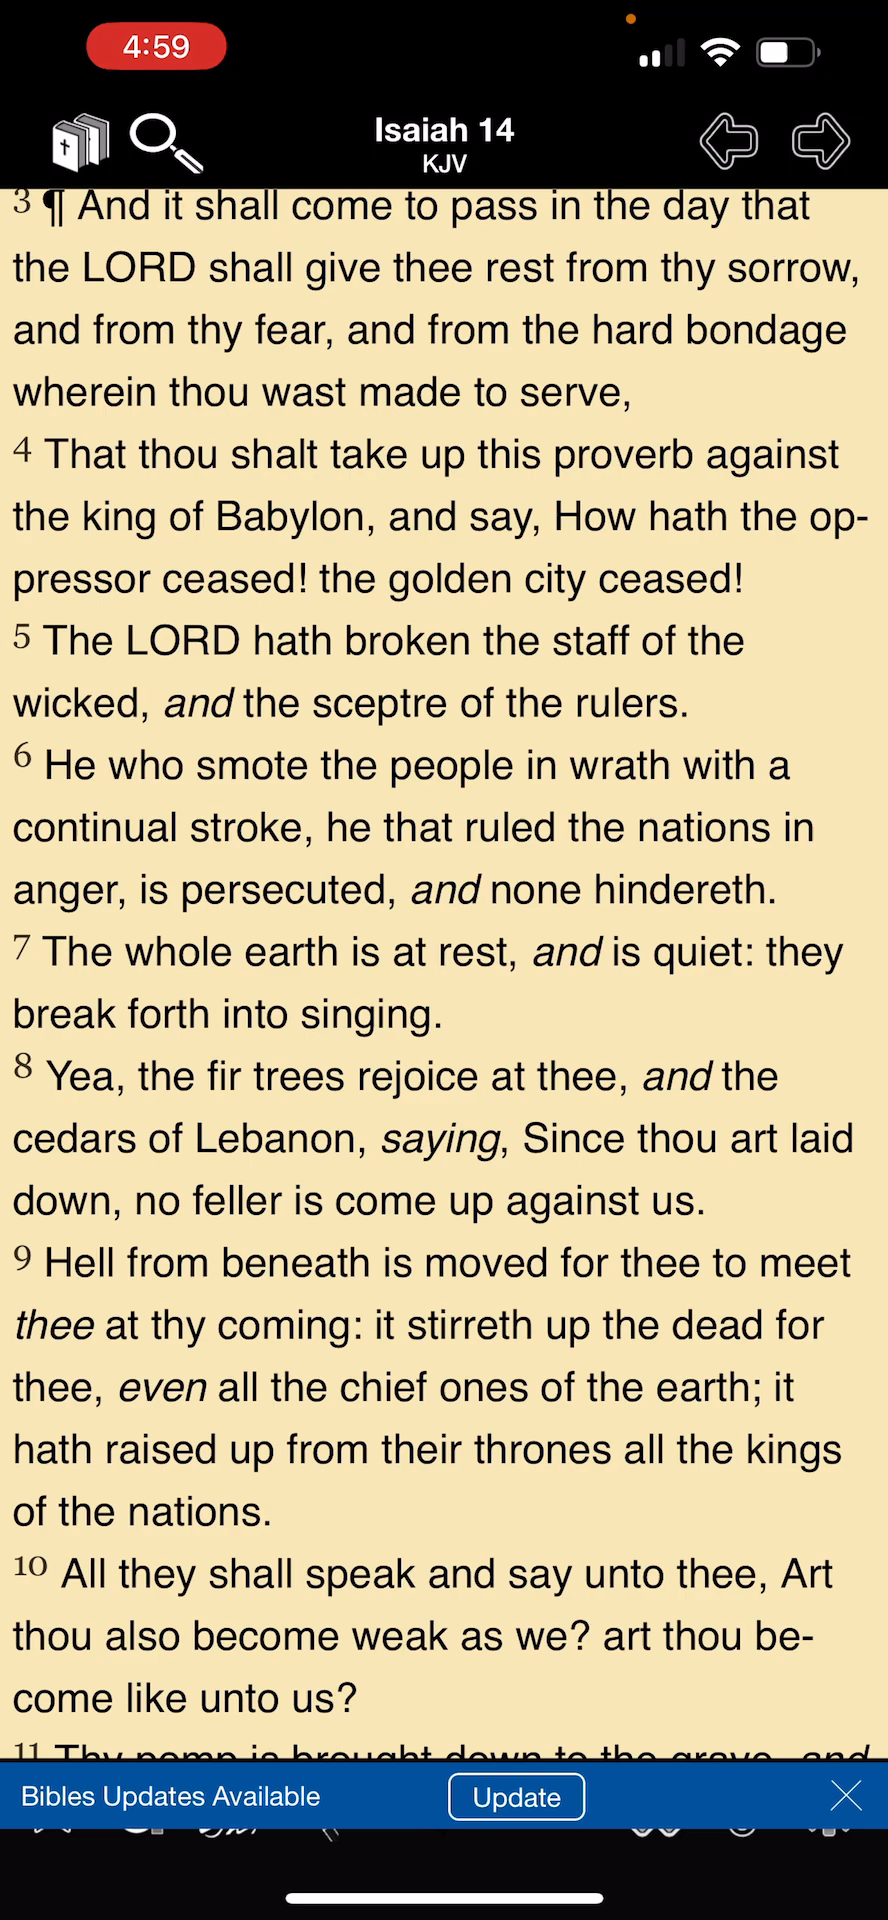 4:59
Isaiah 14
KJV
3 ¶ And it shall come to pass in the day that
the LORD shall give thee rest from thy sorrow,
and from thy fear, and from the hard bondage
wherein thou wast made to serve,
4 That thou shalt take up this proverb against
the king of Babylon, and say, How hath the op-
pressor ceased! the golden city ceased!
5 The LORD hath broken the staff of the
wicked, and the sceptre of the rulers.
6 He who smote the people in wrath with a
continual stroke, he that ruled the nations in
anger, is persecuted, and none hindereth.
7 The whole earth is at rest, and is quiet: they
break forth into singing.
8 Yea, the fir trees rejoice at thee, and the
cedars of Lebanon, saying, Since thou art laid
down, no feller is come up against us.
9 Hell from beneath is moved for thee to meet
thee at thy coming: it stirreth up the dead for
thee, even all the chief ones of the earth; it
hath raised up from their thrones all the kings
of the nations.
10 All they shall speak and say unto thee, Art
thou also become weak as we? art thou be-
come like unto us?
11 Thy pomp is brought down to the grave, and
Bibles Updates Available
Update